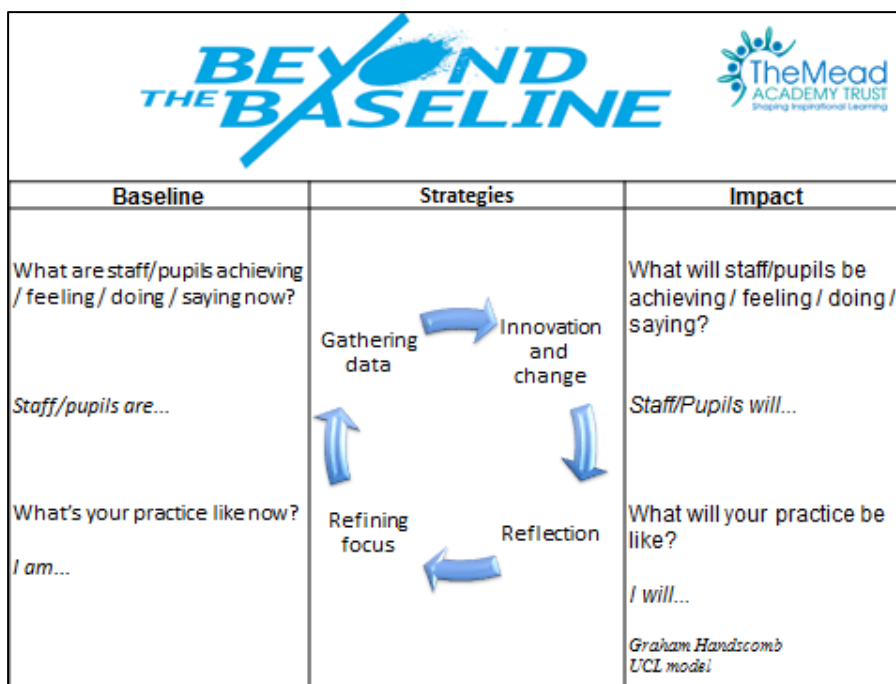 BEYOND
THE BASELINE
TheMead
ACADEMY TRUST
Shaping Inspirational Learning
Baseline
What are staff/pupils achieving
/ feeling / doing / saying now?
Staff/pupils are...
What's your practice like now?
I am...
Strategies
Gathering
data
Innovation
and
change
Reflection
Refining
focus
Impact
What will staff/pupils be
achieving / feeling / doing /
saying?
Staff/Pupils will...
What will your practice be
like?
I will...
Graham Handscomb
UCL model